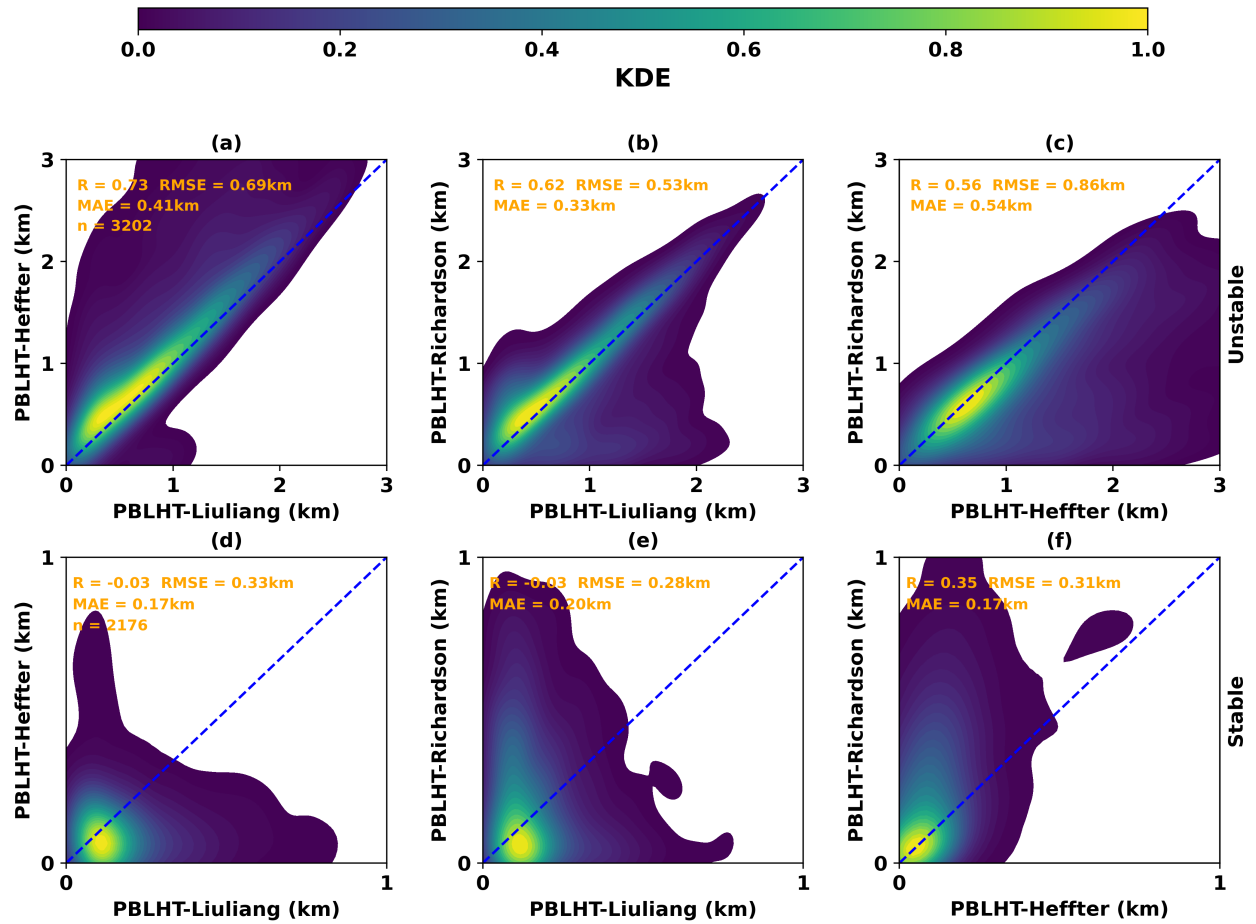 0.0 0.2 0.4 0.6 0.8 1.0
KDE
(a)
PBLHT-Heffter (km)
3
2
1
0
R = 0.73 RMSE = 0.69km
MAE = 0.41km
n = 3202
0 1 2 3
PBLHT-Liuliang (km)
(b)
PBLHT-Richardson (km)
3
2
1
0
R = 0.62 RMSE = 0.53km
MAE = 0.33km
0 1 2 3
PBLHT-Liuliang (km)
(c)
PBLHT-Richardson (km)
3
2
1
0
R = 0.56 RMSE = 0.86km
MAE = 0.54km
0 1 2 3
PBLHT-Heffter (km)
Unstable
(d)
PBLHT-Heffter (km)
1
0
R = -0.03 RMSE = 0.33km
MAE = 0.17km
n = 2176
0 1
PBLHT-Liuliang (km)
(e)
PBLHT-Richardson (km)
1
0
R = -0.03 RMSE = 0.28km
MAE = 0.20km
0 1
PBLHT-Liuliang (km)
(f)
PBLHT-Richardson (km)
1
0
R = 0.35 RMSE = 0.31km
MAE = 0.17km
0 1
PBLHT-Heffter (km)
Stable